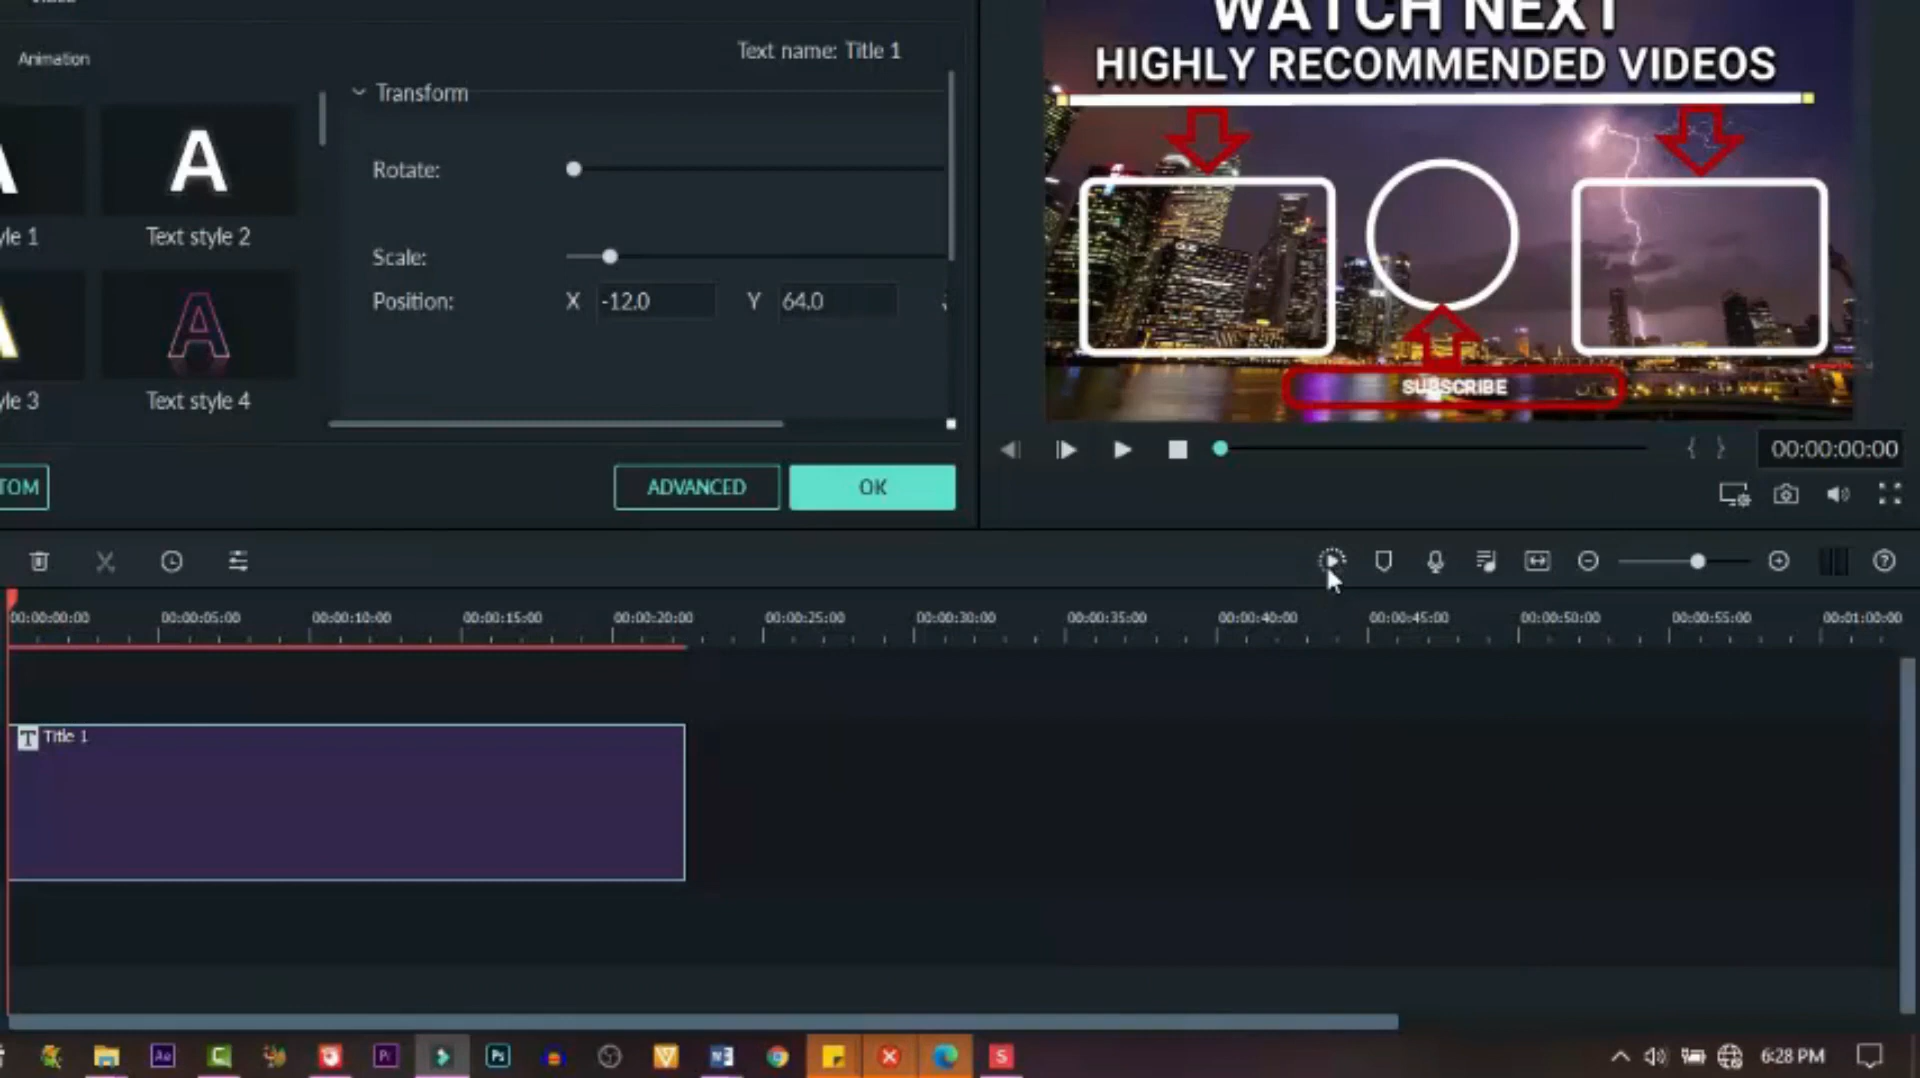 Animation
Text name: Title 1
Transform
Rotate:
Scale:
Position:
X -12.0
Y 64.0
A
yle 1
A
Text style 2
A
yle 3
A
Text style 4
TOM
ADVANCED
OK
WATCH NEXT
HIGHLY RECOMMENDED VIDEOS
SUBSCRIBE
{ }
00:00:00:00
00:00:00:00
00:00:05:00
00:00:10:00
00:00:15:00
00:00:20:00
00:00:25:00
00:00:30:00
00:00:35:00
00:00:40:00
00:00:45:00
00:00:50:00
00:00:55:00
00:01:00:00
T Title 1
Ae
Pr
Ps
S
6:28 PM